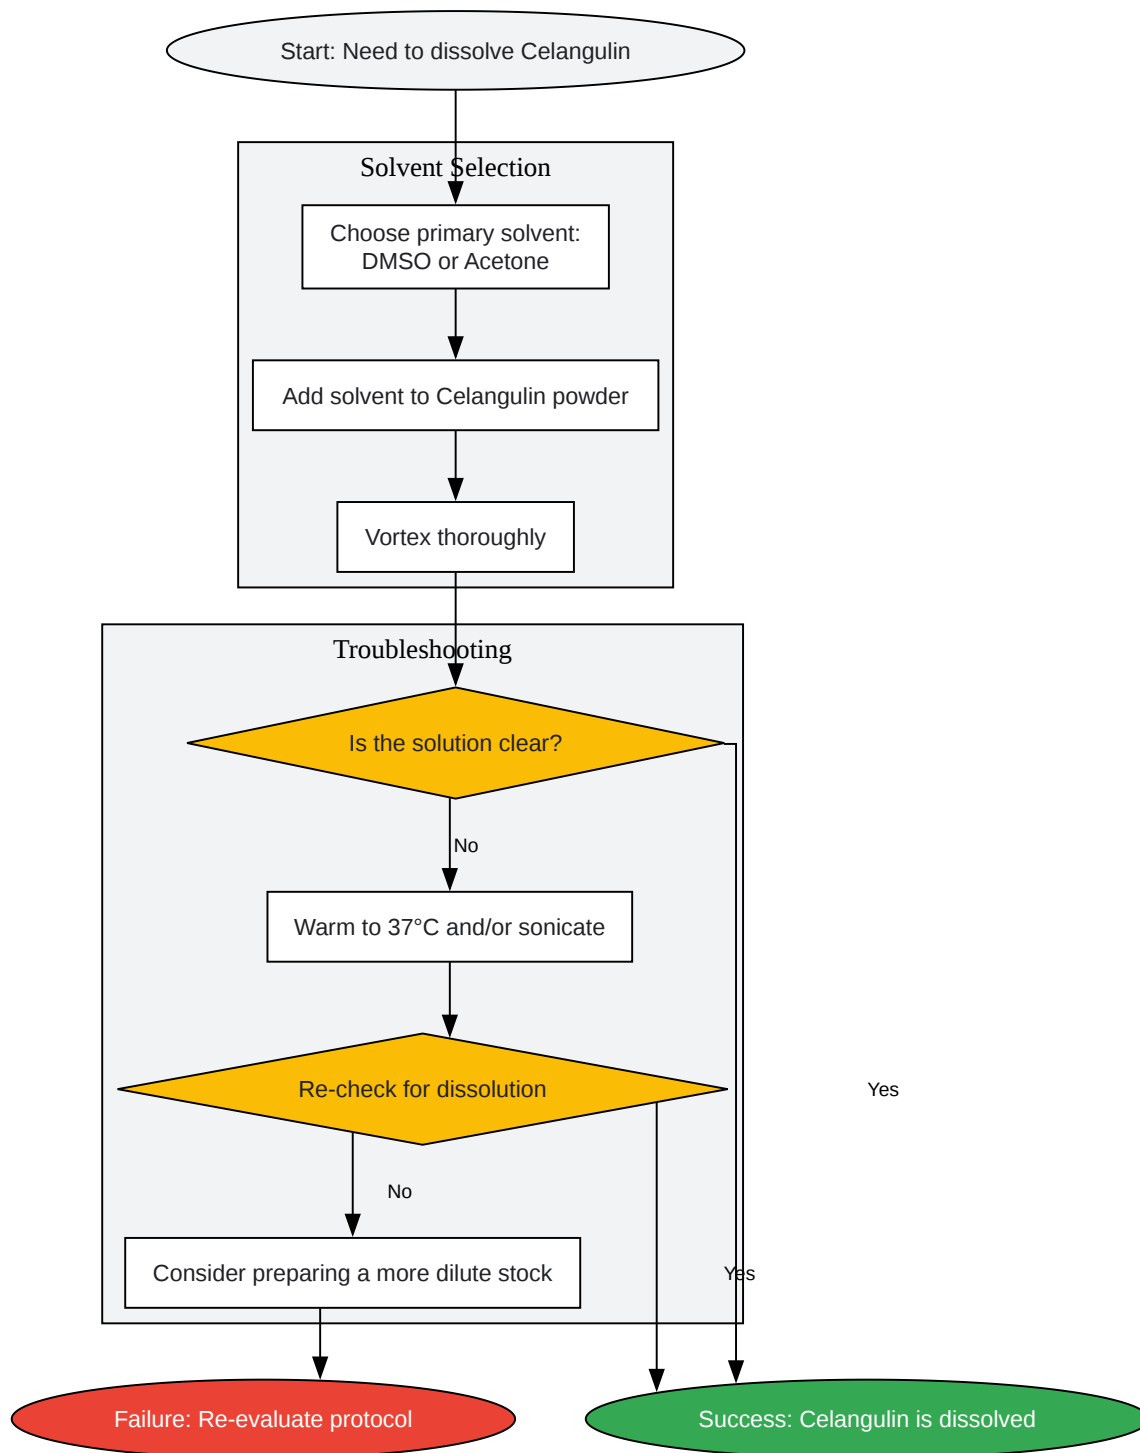 Start: Need to dissolve Celangulin
Solvent Selection
Choose primary solvent:
DMSO or Acetone
Add solvent to Celangulin powder
Vortex thoroughly
Troubleshooting
Is the solution clear?
No
Warm to 37°C and/or sonicate
Re-check for dissolution
Yes
No
Consider preparing a more dilute stock
Yes
Failure: Re-evaluate protocol
Success: Celangulin is dissolved